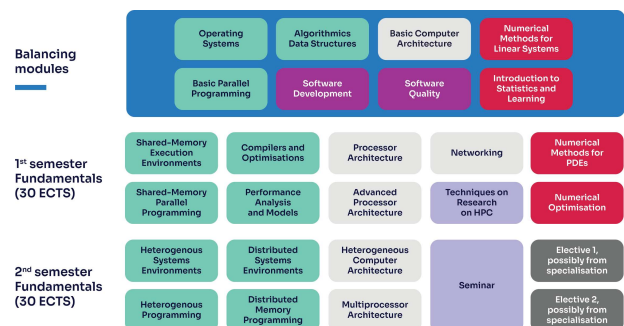 Balancing
modules
Operating
Systems
Algorithmics
Data Structures
Basic Computer
Architecture
Numerical
Methods for
Linear Systems
Basic Parallel
Programming
Software
Development
Software
Quality
Introduction to
Statistics and
Learning
1st semester
Fundamentals
(30 ECTS)
Shared-Memory
Execution
Environments
Compilers and
Optimisations
Processor
Architecture
Networking
Numerical
Methods for
PDEs
Shared-Memory
Parallel
Programming
Performance
Analysis
and Models
Advanced
Processor
Architecture
Techniques on
Research
on HPC
Numerical
Optimisation
2nd semester
Fundamentals
(30 ECTS)
Heterogenous
Systems
Environments
Distributed
Systems
Environments
Heterogeneous
Computer
Architecture
Seminar
Elective 1,
possibly from
specialisation
Heterogenous
Programming
Distributed
Memory
Programming
Multiprocessor
Architecture
Elective 2,
possibly from
specialisation